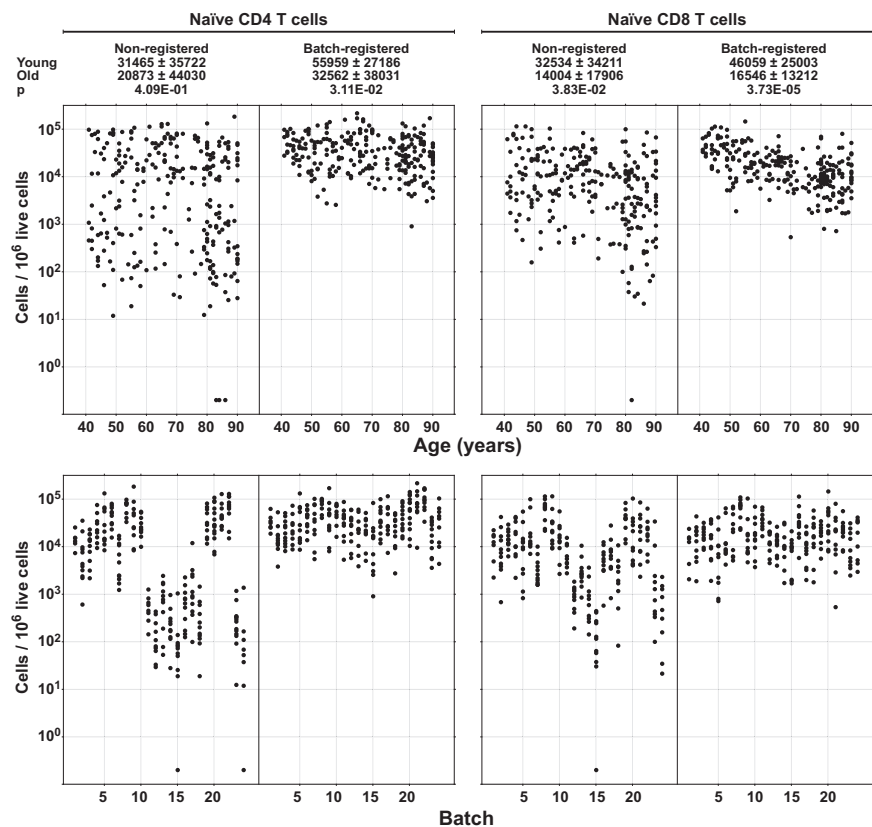 Naïve CD4 T cells Naïve CD8 T cells
Non-registered Batch-registered Non-registered Batch-registered
Young 31465 ± 35722 55959 ± 27186 32534 ± 34211 46059 ± 25003
Old 20873 ± 44030 32562 ± 38031 14004 ± 17906 16546 ± 13212
p 4.09E-01 3.11E-02 3.83E-02 3.73E-05
Cells / 10⁶ live cells
10⁵
10⁴
10³
10²
10¹
10⁰
40 50 60 70 80 90 40 50 60 70 80 90 40 50 60 70 80 90 40 50 60 70 80 90
Age (years)
Cells / 10⁶ live cells
10⁵
10⁴
10³
10²
10¹
10⁰
5 15 20 5 15 20 5 15 20 5 15 20
Batch